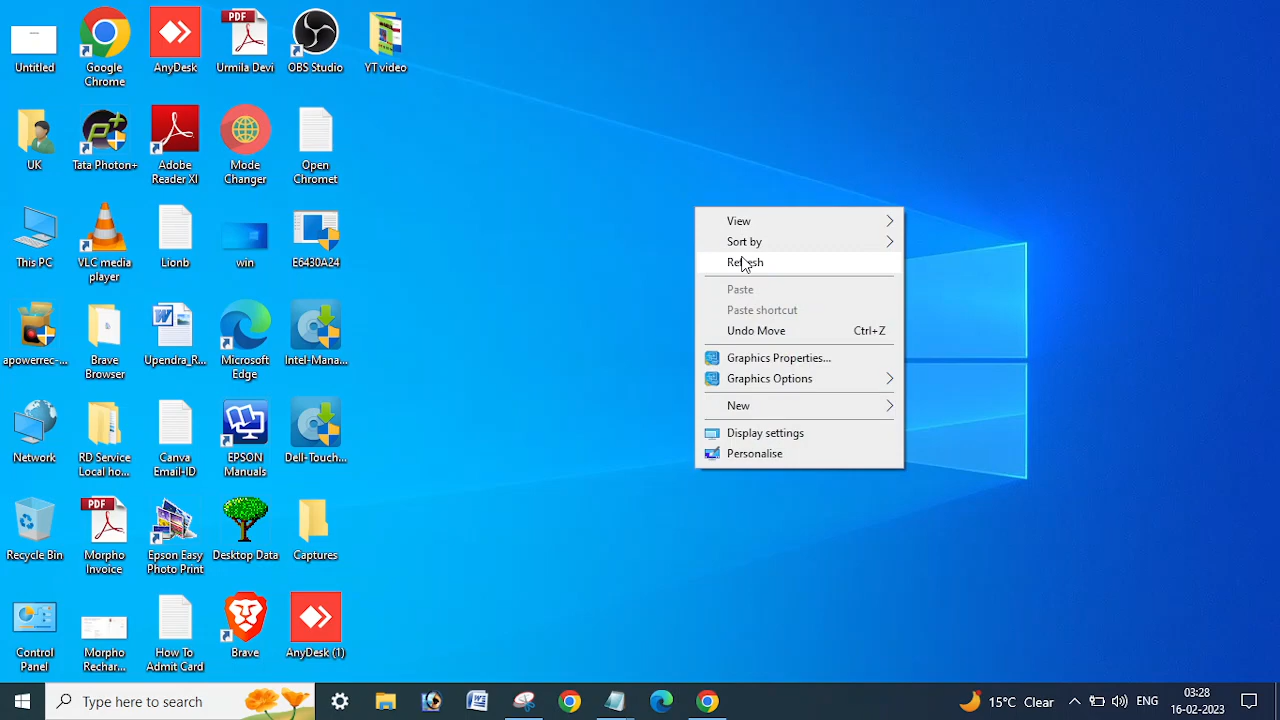 Untitled
Google
Chrome
AnyDesk
PDF
Urmila Devi
OBS Studio
YT video
UK
Tata Photon+
Adobe
Reader XI
Mode
Changer
Open
Chromet
This PC
VLC media
player
Lionb
win
E6430A24
apowerrec-...
Brave
Browser
Upendra_R...
Microsoft
Edge
Intel-Mana...
Network
RD Service
Local ho...
Canva
Email-ID
EPSON
Manuals
Dell-Touch...
Recycle Bin
PDF
Morpho
Invoice
Epson Easy
Photo Print
Desktop Data
Captures
Control
Panel
Morpho
Rechar...
How To
Admit Card
Brave
AnyDesk (1)
View
Sort by
Refresh
Paste
Paste shortcut
Undo Move Ctrl+Z
Graphics Properties...
Graphics Options
New
Display settings
Personalise
Type here to search
15°C Clear
ENG
03:28
16-02-2023